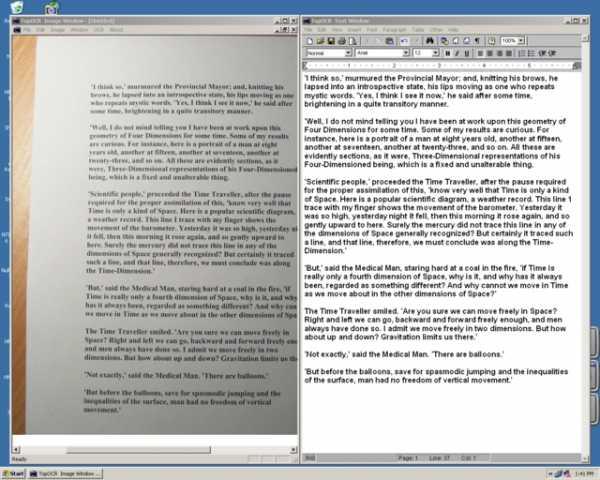 TopOCR Image Window - [Untitled]
File Edit View Image Window OCR About
'I think so,' murmured the Provincial Mayor; and, knitting his
brows, he lapsed into an introspective state, his lips moving as one
who repeats mystic words. 'Yes, I think I see it now,' he said after
some time, brightening in a quite transitory manner.
'Well, I do not mind telling you I have been at work upon this
geometry of Four Dimensions for some time. Some of my results
are curious. For instance, here is a portrait of a man at eight
years old, another at fifteen, another at seventeen, another at
twenty-three, and so on. All these are evidently sections, as it
were, Three-Dimensional representations of his Four-Dimensioned
being, which is a fixed and unalterable thing.
'Scientific people,' proceeded the Time Traveller, after the pause
required for the proper assimilation of this, 'know very well that
Time is only a kind of Space. Here is a popular scientific diagram,
a weather record. This line I trace with my finger shows the
movement of the barometer. Yesterday it was so high, yesterday ni
it fell, then this morning it rose again, and so gently upward to
here. Surely the mercury did not trace this line in any of the
dimensions of Space generally recognized? But certainly it traced
such a line, and that line, therefore, we must conclude was along
the Time-Dimension.'
'But,' said the Medical Man, staring hard at a coal in the fire, 'if
Time is really only a fourth dimension of Space, why is it, and why
has it always been, regarded as something different? And why can
we move in Time as we move about in the other dimensions of Space
The Time Traveller smiled. 'Are you sure we can move freely in
Space? Right and left we can go, backward and forward freely eno
and men always have done so. I admit we move freely in two
dimensions. But how about up and down? Gravitation limits us the
'Not exactly,' said the Medical Man. 'There are balloons.'
'But before the balloons, save for spasmodic jumping and the
inequalities of the surface, man had no freedom of vertical
movement.'
Ready
TopOCR Text Window
File Edit View Insert Format Paragraph Table Other Help
100%
Normal Arial 12
'I think so,' murmured the Provincial Mayor; and, knitting his brows, he
lapsed into an introspective state, his lips moving as one who repeats
mystic words. 'Yes, I think I see it now,' he said after some time,
brightening in a quite transitory manner.
'Well, I do not mind telling you I have been at work upon this geometry of
Four Dimensions for some time. Some of my results are curious. For
instance, here is a portrait of a man at eight years old, another at fifteen,
another at seventeen, another at twenty-three, and so on. All these are
evidently sections, as it were, Three-Dimensional representations of his
Four-Dimensioned being, which is a fixed and unalterable thing.
'Scientific people,' proceeded the Time Traveller, after the pause required
for the proper assimilation of this, 'know very well that Time is only a kind
of Space. Here is a popular scientific diagram, a weather record. This line I
trace with my finger shows the movement of the barometer. Yesterday it
was so high, yesterday night it fell, then this morning it rose again, and so
gently upward to here. Surely the mercury did not trace this line in any of
the dimensions of Space generally recognized? But certainly it traced such
a line, and that line, therefore, we must conclude was along the Time-
Dimension.'
'But,' said the Medical Man, staring hard at a coal in the fire, 'if Time is
really only a fourth dimension of Space, why is it, and why has it always
been, regarded as something different? And why cannot we move in Time
as we move about in the other dimensions of Space?'
The Time Traveller smiled. 'Are you sure we can move freely in Space?
Right and left we can go, backward and forward freely enough, and men
always have done so. I admit we move freely in two dimensions. But how
about up and down? Gravitation limits us there.'
'Not exactly,' said the Medical Man. 'There are balloons.'
'But before the balloons, save for spasmodic jumping and the inequalities
of the surface, man had no freedom of vertical movement.'
Page: 1 Line: 37 Col: 1
Start
TopOCR Image Window ...
1:41 PM